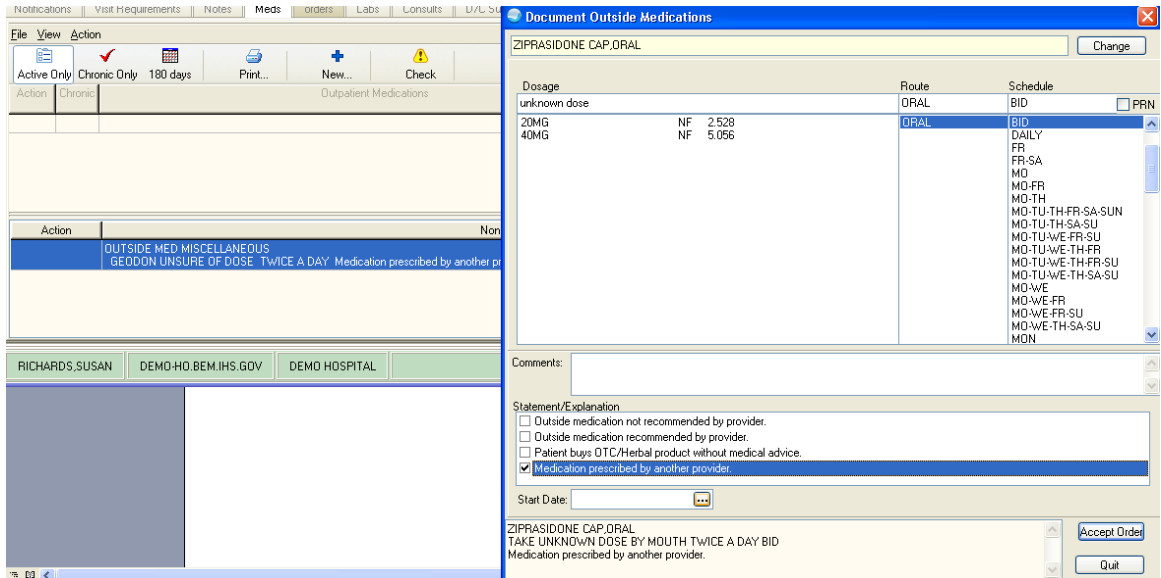 Notifications Visit Requirements Notes Meds orders Labs Consults D/C Su
File View Action
Active Only Chronic Only 180 days Print... New... Check
Action Chronic Outpatient Medications
Action Non
OUTSIDE MED MISCELLANEOUS
GEODON UNSURE OF DOSE TWICE A DAY Medication prescribed by another pr
RICHARDS,SUSAN DEMO-HO.BEM.IHS.GOV DEMO HOSPITAL
Document Outside Medications
ZIPRASIDONE CAP,ORAL Change
Dosage Route Schedule
unknown dose ORAL BID PRN
20MG NF 2.528 ORAL BID
40MG NF 5.056 DAILY
FR
FR-SA
MO
MO-FR
MO-TH
MO-TU-TH-FR-SA-SUN
MO-TU-TH-SA-SU
MO-TU-WE-FR-SU
MO-TU-WE-TH-FR
MO-TU-WE-TH-FR-SU
MO-TU-WE-TH-SA-SU
MO-WE
MO-WE-FR
MO-WE-FR-SU
MO-WE-TH-SA-SU
MON
Comments:
Statement/Explanation
Outside medication not recommended by provider.
Outside medication recommended by provider.
Patient buys OTC/Herbal product without medical advice.
Medication prescribed by another provider.
Start Date: ...
ZIPRASIDONE CAP,ORAL
TAKE UNKNOWN DOSE BY MOUTH TWICE A DAY BID
Medication prescribed by another provider.
Accept Order
Quit